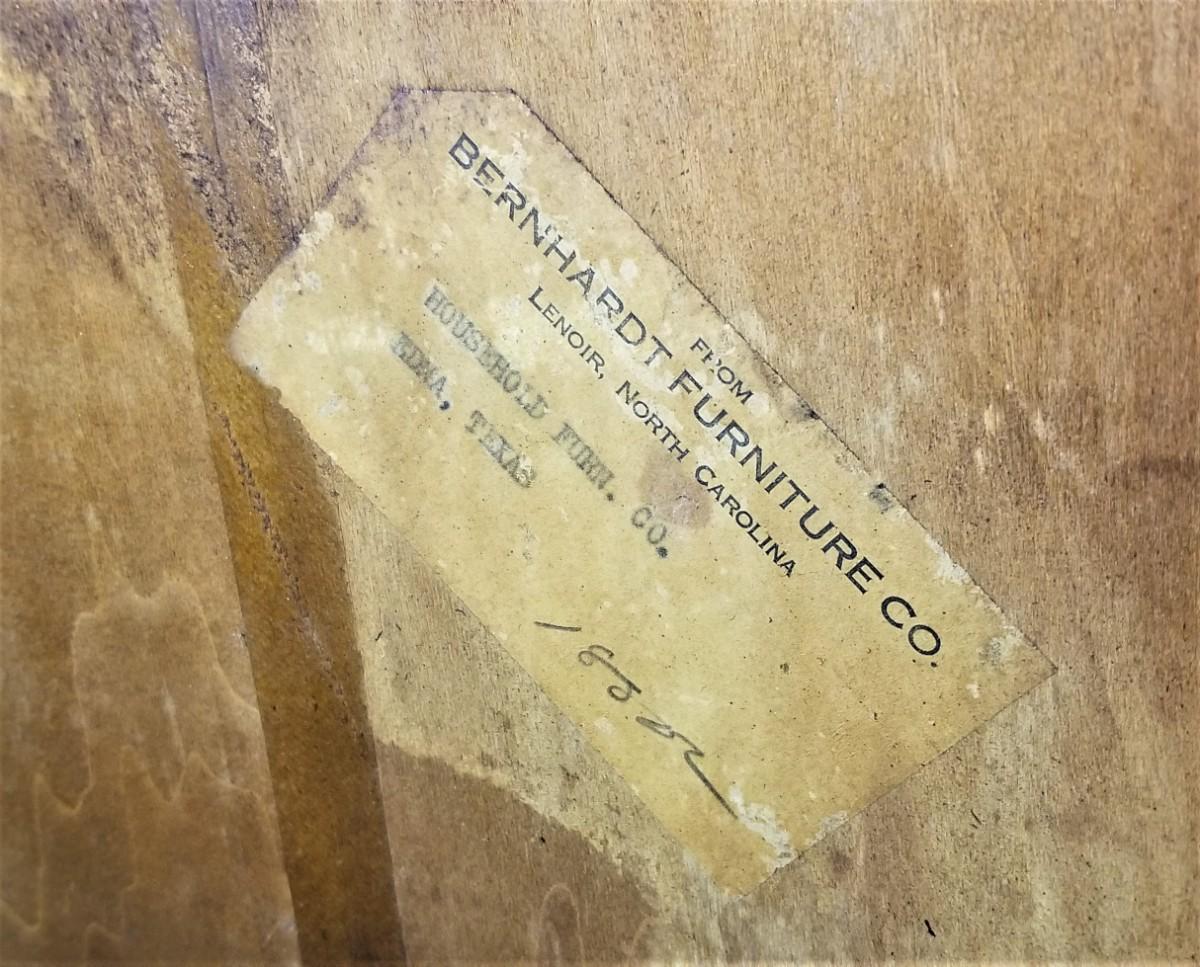 FROM
BERNHARDT FURNITURE CO.
LENOIR, NORTH CAROLINA
HOUSEHOLD FURN. CO.
EDNA, TEXAS